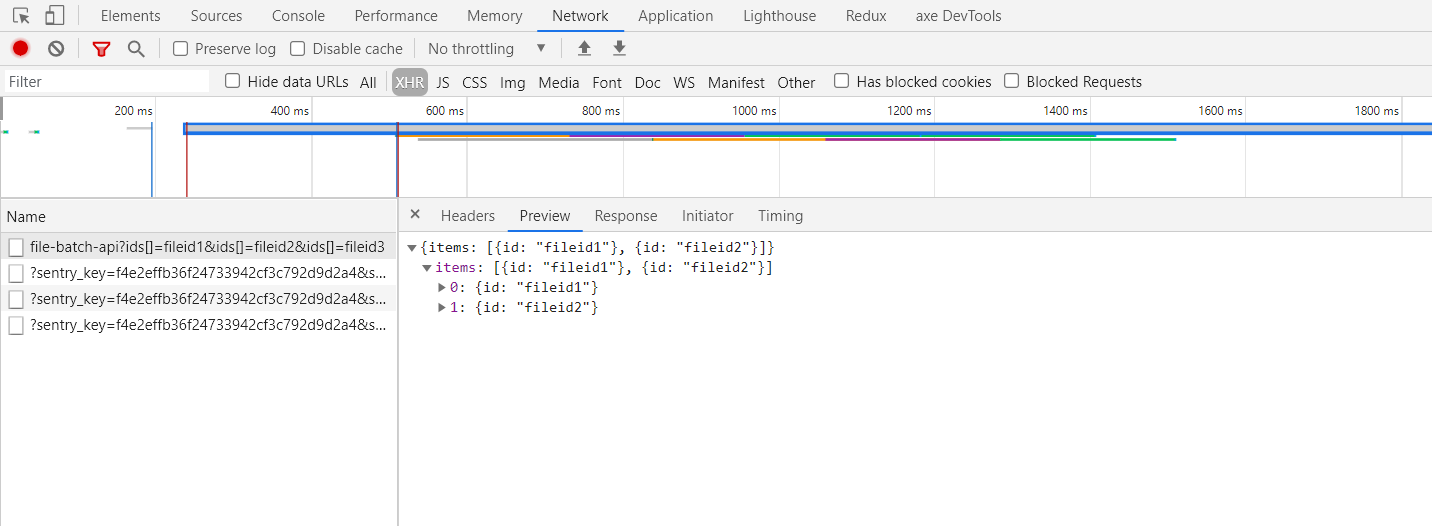 Elements Sources Console Performance Memory Network Application Lighthouse Redux axe DevTools
Preserve log Disable cache No throttling
Filter Hide data URLs All XHR JS CSS Img Media Font Doc WS Manifest Other Has blocked cookies Blocked Requests
200 ms 400 ms 600 ms 800 ms 1000 ms 1200 ms 1400 ms 1600 ms 1800 ms
Name
file-batch-api?ids[]=fileid1&ids[]=fileid2&ids[]=fileid3
?sentry_key=f4e2effb36f24733942cf3c792d9d2a4&s...
?sentry_key=f4e2effb36f24733942cf3c792d9d2a4&s...
?sentry_key=f4e2effb36f24733942cf3c792d9d2a4&s...
Headers Preview Response Initiator Timing
{items: [{id: "fileid1"}, {id: "fileid2"}]}
items: [{id: "fileid1"}, {id: "fileid2"}]
0: {id: "fileid1"}
1: {id: "fileid2"}